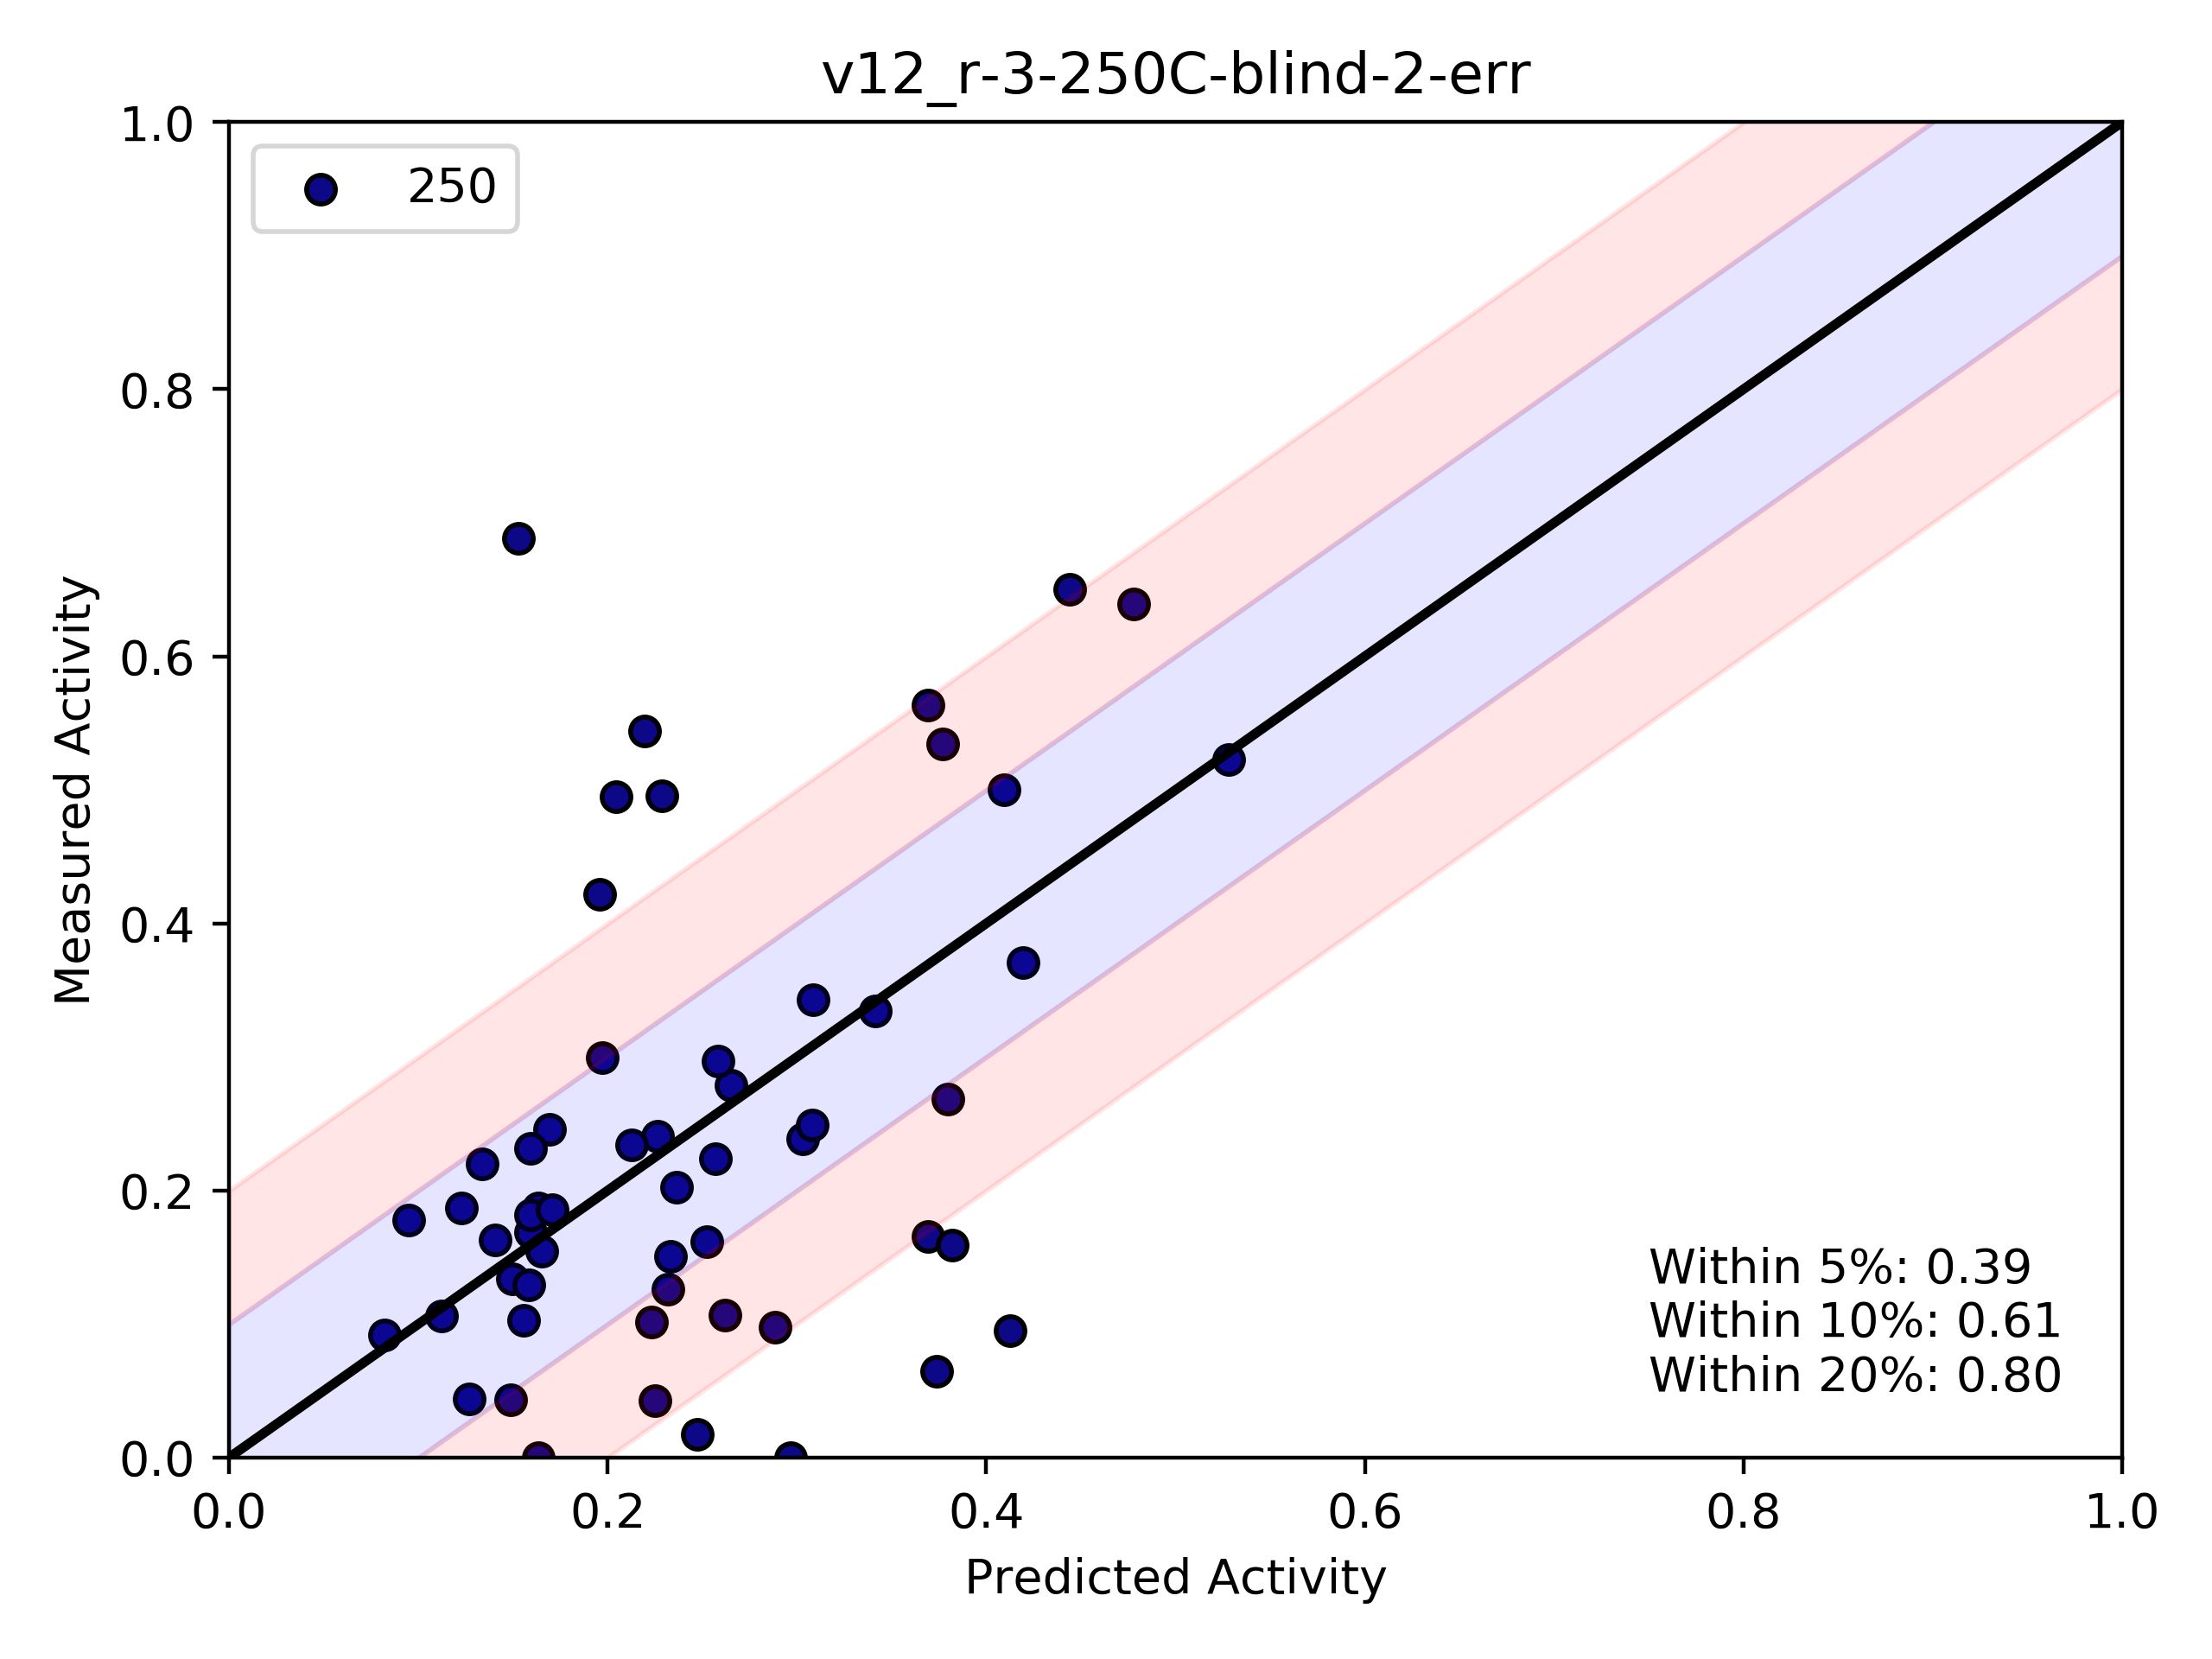 v12_r-3-250C-blind-2-err
250
1.0
0.8
0.6
0.4
0.2
0.0
Measured Activity
Within 5%: 0.39
Within 10%: 0.61
Within 20%: 0.80
0.0 0.2 0.4 0.6 0.8 1.0
Predicted Activity